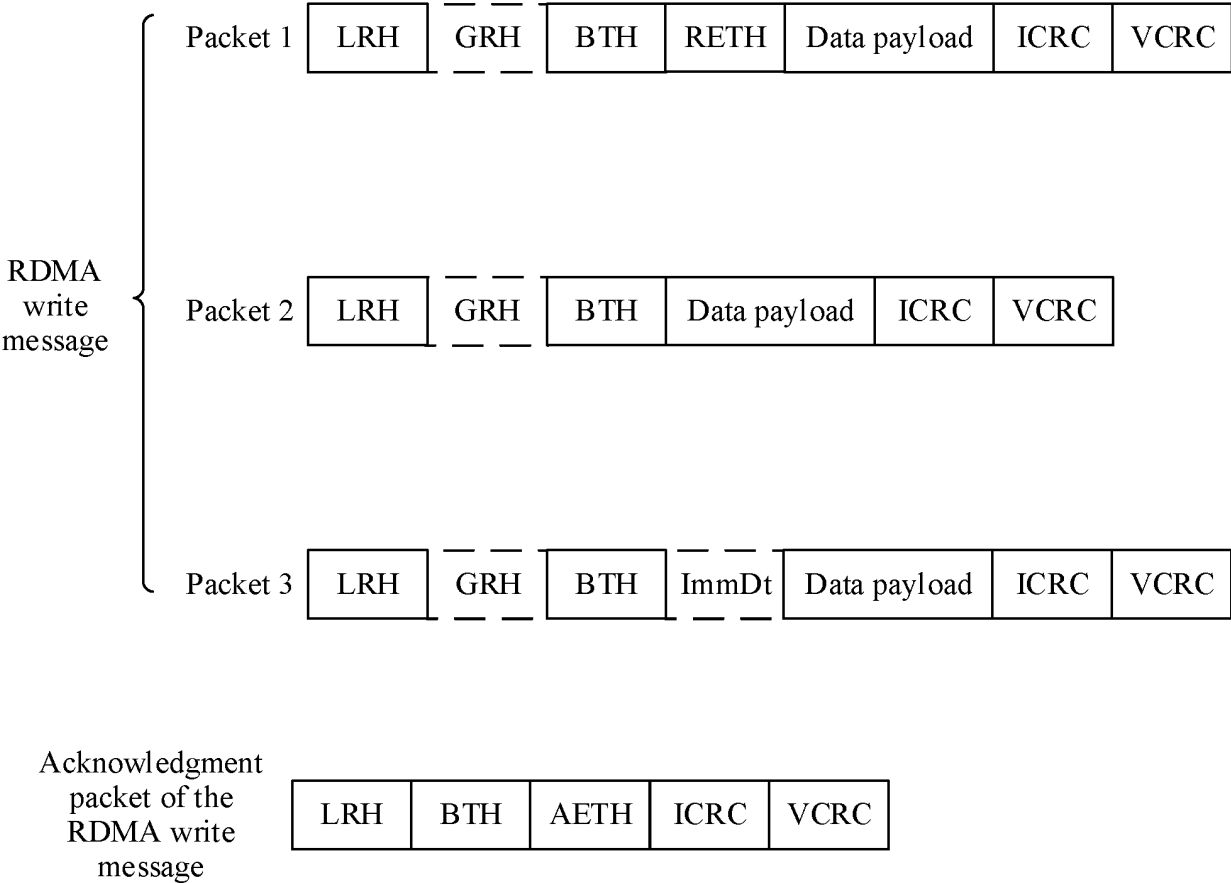 Packet 1 LRH GRH BTH RETH Data payload ICRC VCRC
RDMA
write
message
Packet 2 LRH GRH BTH Data payload ICRC VCRC
Packet 3 LRH GRH BTH ImmDt Data payload ICRC VCRC
Acknowledgment
packet of the
RDMA write
message
LRH BTH AETH ICRC VCRC